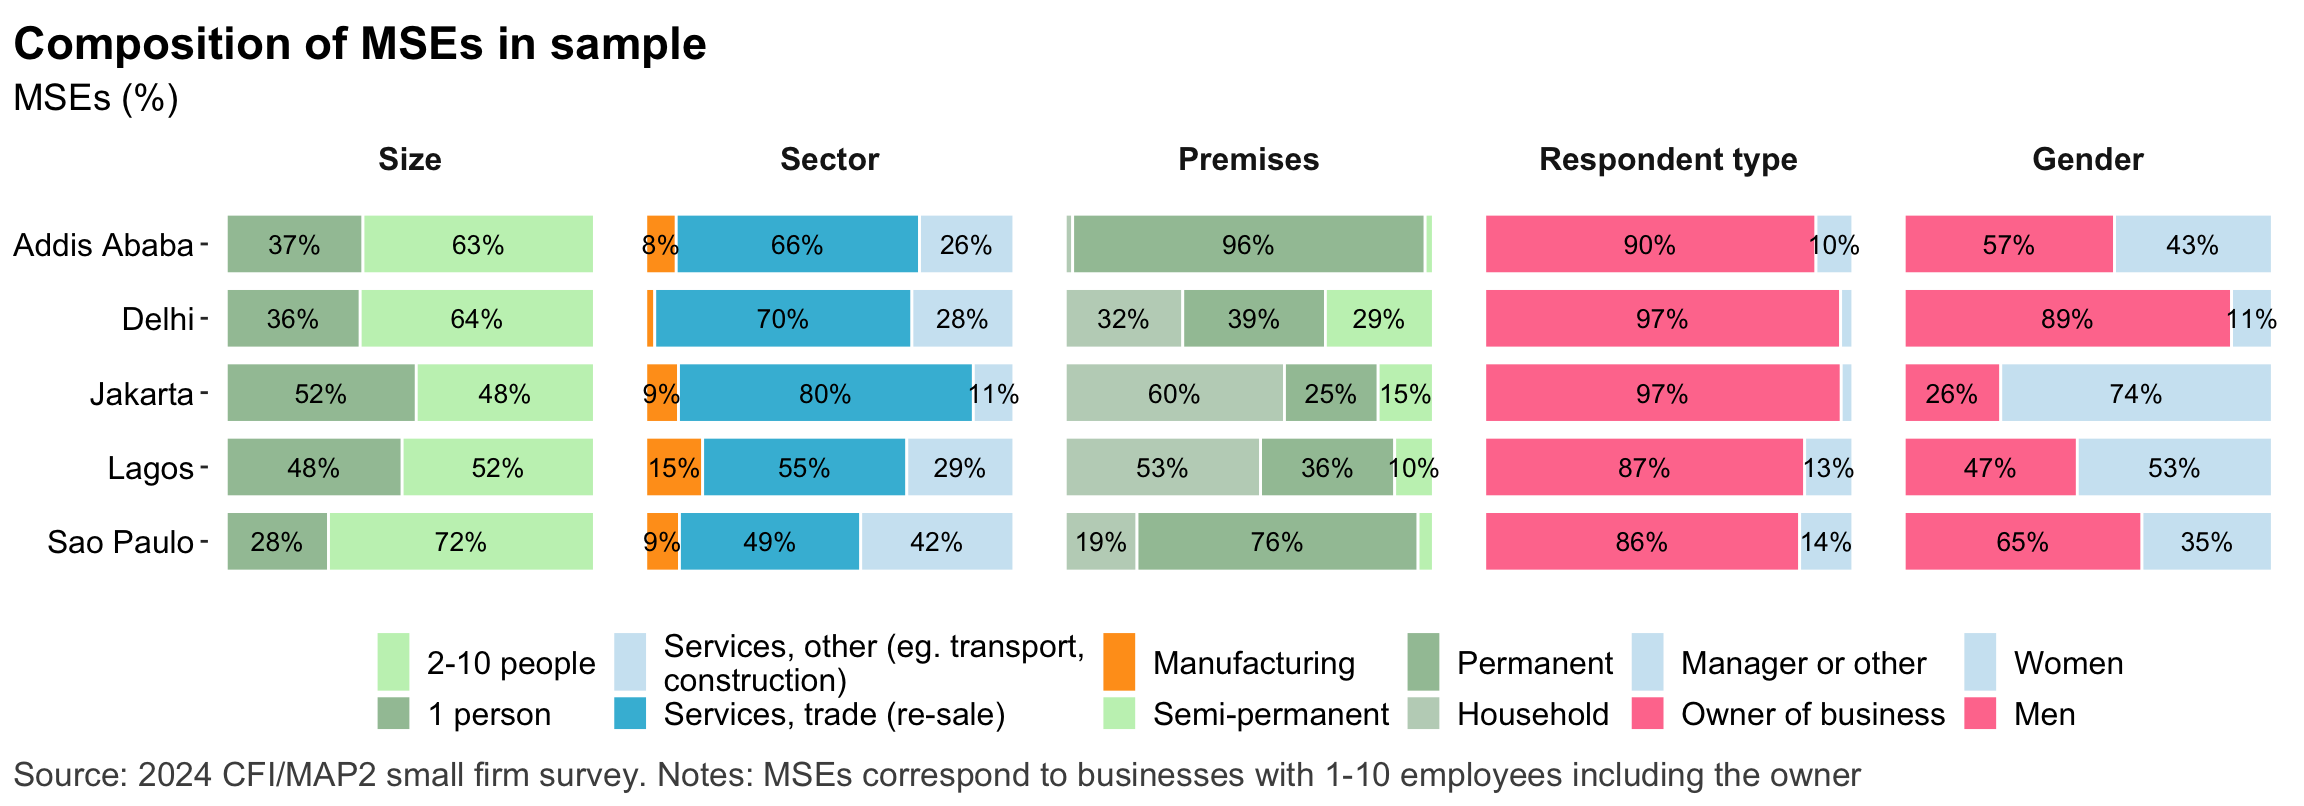 Composition of MSEs in sample
MSEs (%)
Size Sector Premises Respondent type Gender
Addis Ababa 37% 63% 8% 66% 26% 96% 90% 10% 57% 43%
Delhi 36% 64% 70% 28% 32% 39% 29% 97% 89% 11%
Jakarta 52% 48% 9% 80% 11% 60% 25% 15% 97% 26% 74%
Lagos 48% 52% 15% 55% 29% 53% 36% 10% 87% 13% 47% 53%
Sao Paulo 28% 72% 9% 49% 42% 19% 76% 86% 14% 65% 35%
2-10 people Services, other (eg. transport, construction) Manufacturing Permanent Manager or other Women
1 person Services, trade (re-sale) Semi-permanent Household Owner of business Men
Source: 2024 CFI/MAP2 small firm survey. Notes: MSEs correspond to businesses with 1-10 employees including the owner